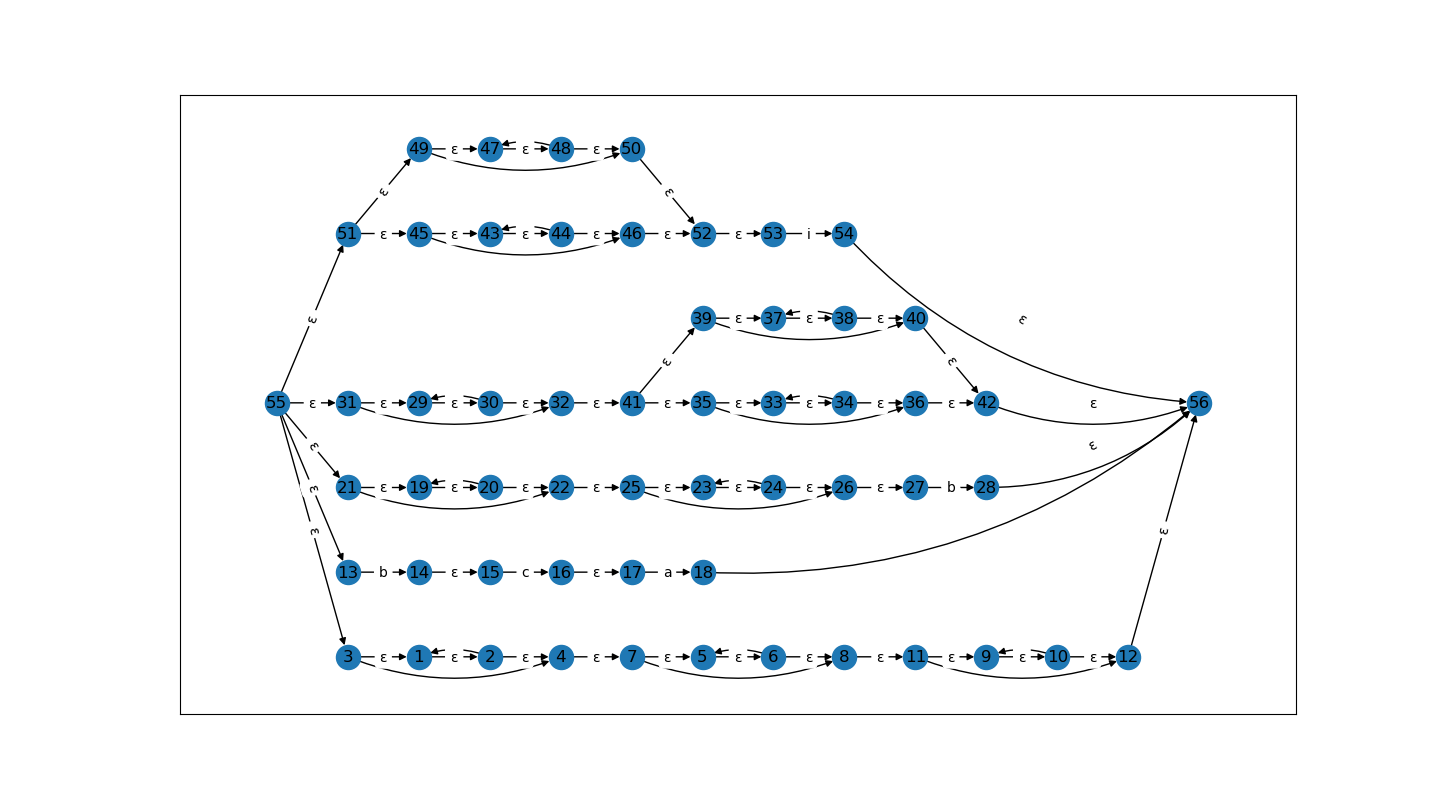 49 ε 47 ε 48 ε 50
ε ε
51 ε 45 ε 43 ε 44 ε 46 ε 52 ε 53 i 54
ε 39 ε 37 ε 38 ε 40 ε
ε ε
55 ε 31 ε 29 ε 30 ε 32 ε 41 ε 35 ε 33 ε 34 ε 36 ε 42 ε 56
ε ε
ε 21 ε 19 ε 20 ε 22 ε 25 ε 23 ε 24 ε 26 ε 27 b 28
ε ε
13 b 14 ε 15 c 16 ε 17 a 18
3 ε 1 ε 2 ε 4 ε 7 ε 5 ε 6 ε 8 ε 11 ε 9 ε 10 ε 12